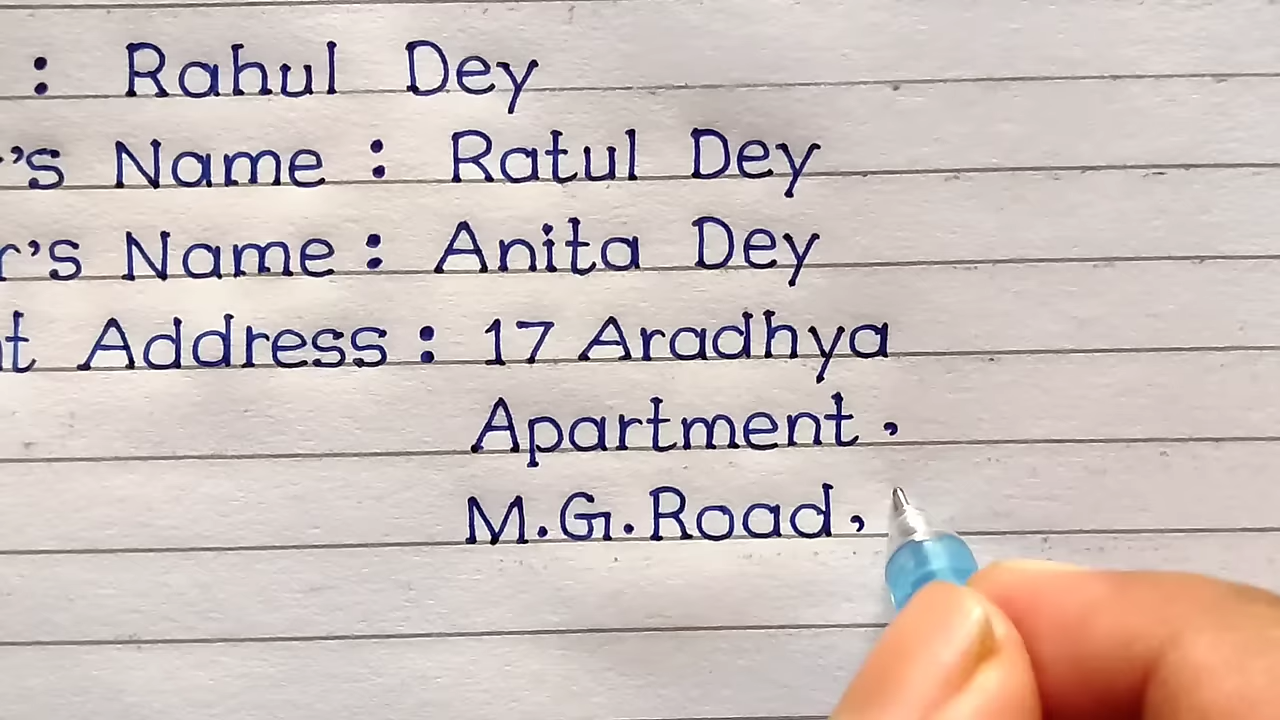 : Rahul Dey
's Name : Ratul Dey
r's Name : Anita Dey
t Address : 17 Aradhya
Apartment,
M.G. Road,